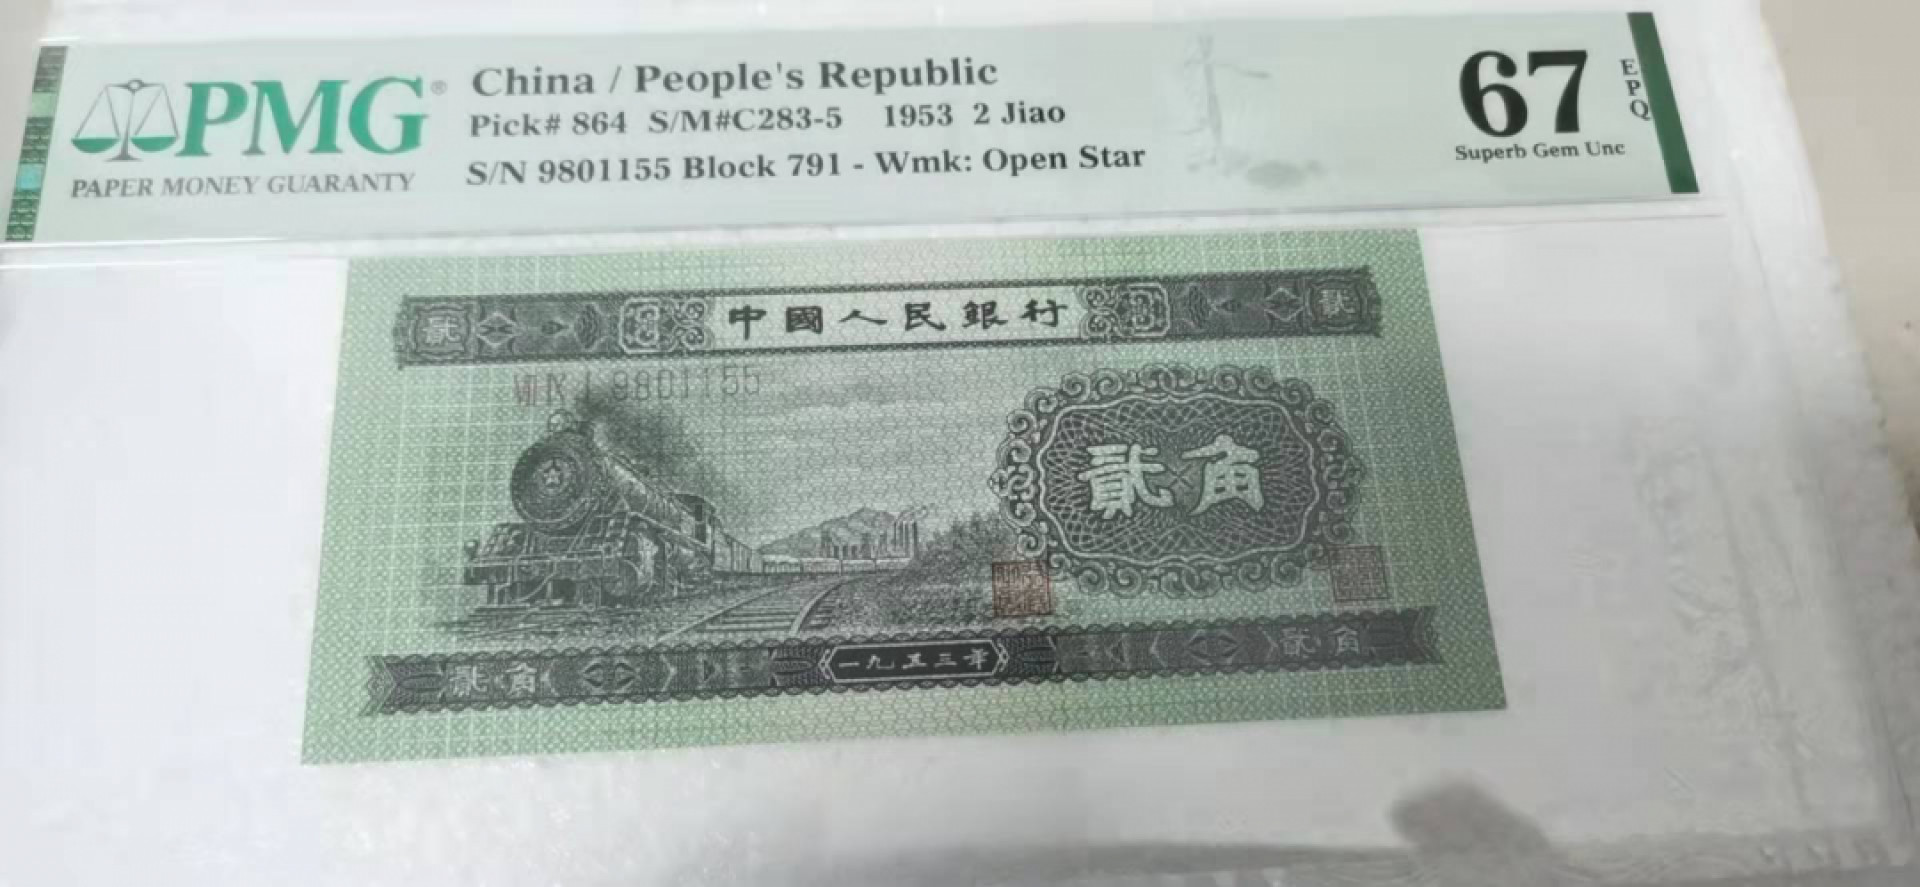 PMG®
PAPER MONEY GUARANTY
China / People's Republic
Pick# 864 S/M#C283-5 1953 2 Jiao
S/N 9801155 Block 791 - Wmk: Open Star
67
EPQ
Superb Gem Unc
貳
中國人民銀行
貳
9801155
貳角
貳角
一九五三年
貳角